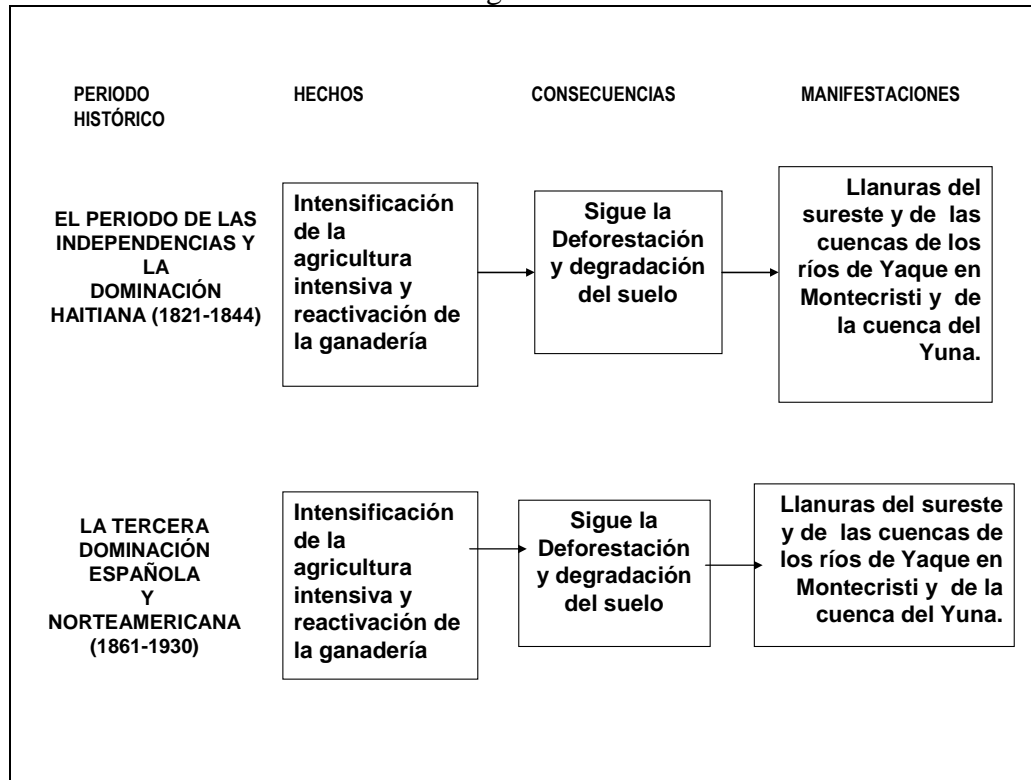 PERIODO
HISTÓRICO
HECHOS
CONSECUENCIAS
MANIFESTACIONES
EL PERIODO DE LAS
INDEPENDENCIAS Y
LA
DOMINACIÓN
HAITIANA (1821-1844)
Intensificación
de la
agricultura
intensiva y
reactivación de
la ganadería
Sigue la
Deforestación
y degradación
del suelo
Llanuras del
sureste y de las
cuencas de los
ríos de Yaque en
Montecristi y de
la cuenca del
Yuna.
LA TERCERA
DOMINACIÓN
ESPAÑOLA
Y
NORTEAMERICANA
(1861-1930)
Intensificación
de la
agricultura
intensiva y
reactivación de
la ganadería
Sigue la
Deforestación
y degradación
del suelo
Llanuras del sureste
y de las cuencas de
los ríos de Yaque en
Montecristi y de la
cuenca del Yuna.